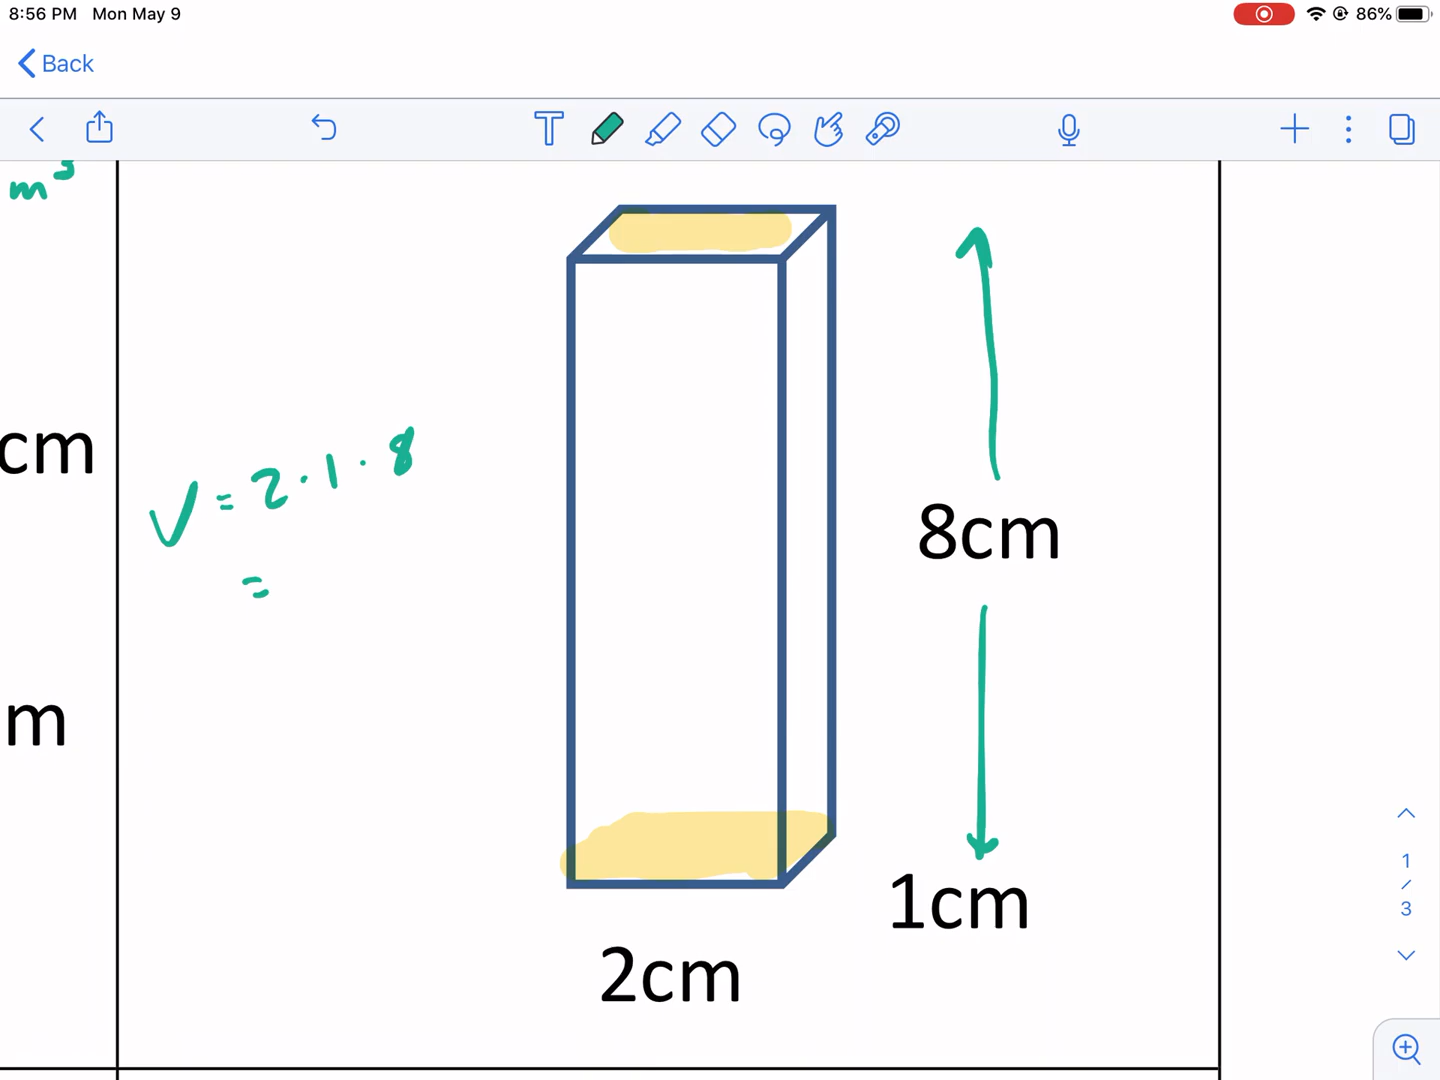 8:56 PM Mon May 9
86%
Back
T
m³
cm
V = 2 · 1 · 8
=
8cm
m
1
/
3
1cm
2cm